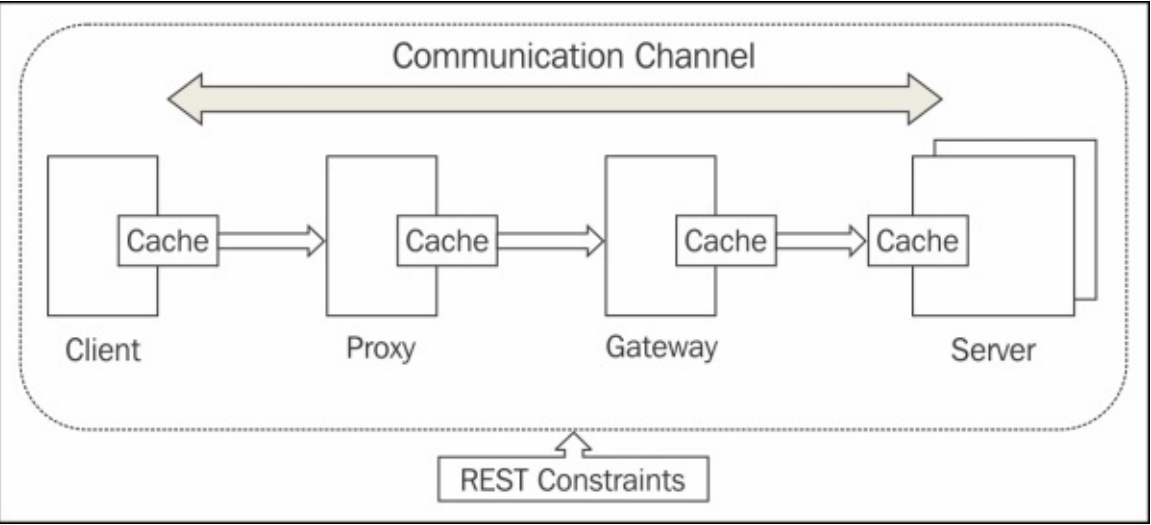 Communication Channel
Cache
Cache
Cache
Cache
Client
Proxy
Gateway
Server
REST Constraints